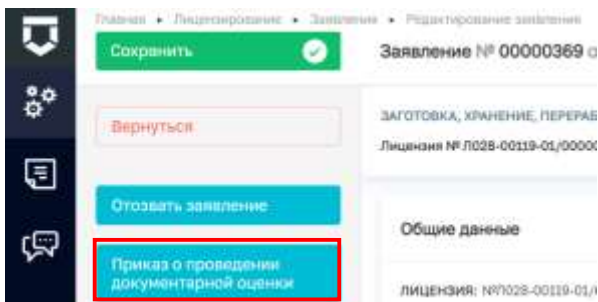 Главная ▸ Лицензирование ▸ Заявление ▸ Редактирование заявления
Сохранить
Заявление № 00000369 о
Вернуться
ЗАГОТОВКА, ХРАНЕНИЕ, ПЕРЕРАБ
Лицензия № Л028-00119-01/00000
Отозвать заявление
Общие данные
Приказ о проведении
документарной оценки
ЛИЦЕНЗИЯ: №Л028-00119-01/